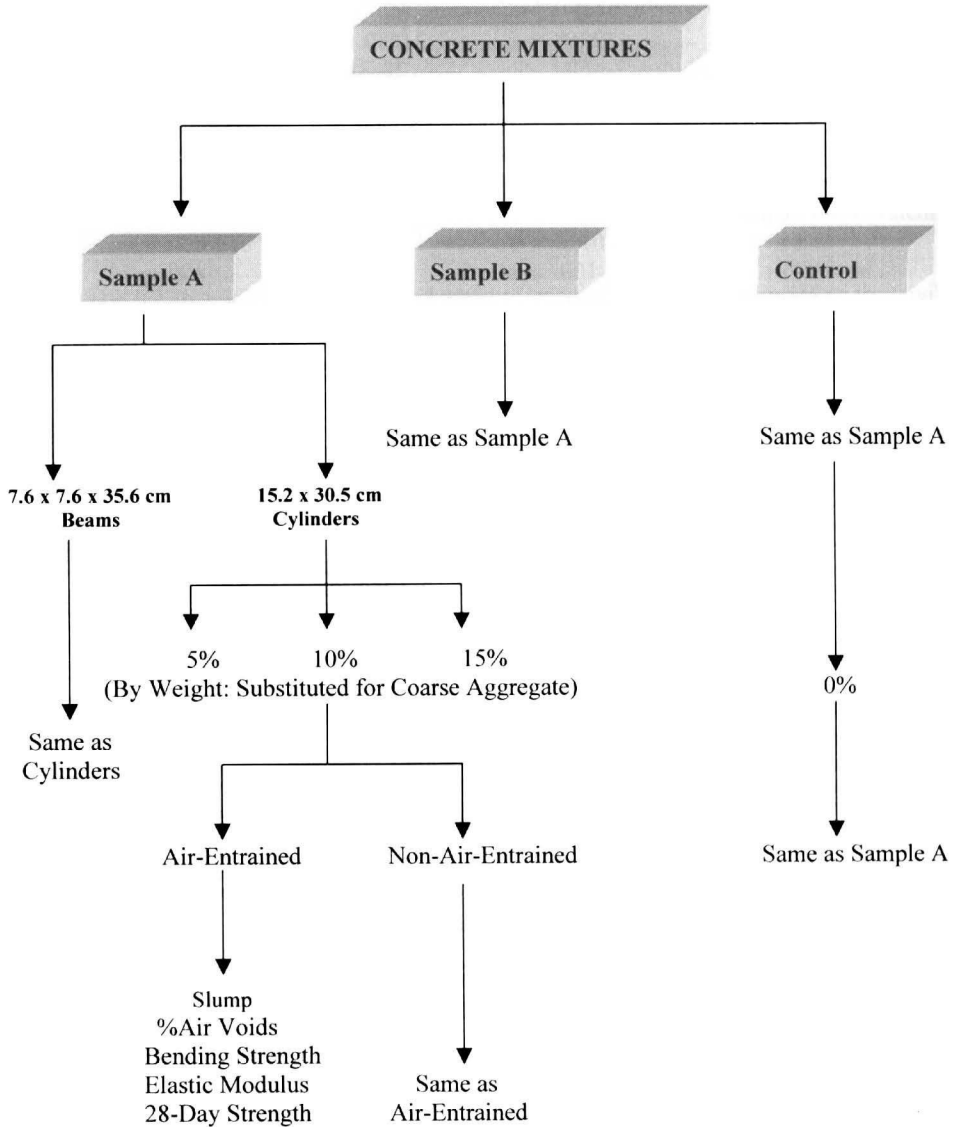 CONCRETE MIXTURES
Sample A
Sample B
Control
Same as Sample A
Same as Sample A
7.6 x 7.6 x 35.6 cm
Beams
15.2 x 30.5 cm
Cylinders
5%
10%
15%
(By Weight: Substituted for Coarse Aggregate)
0%
Same as
Cylinders
Air-Entrained
Non-Air-Entrained
Same as Sample A
Slump
%Air Voids
Bending Strength
Elastic Modulus
28-Day Strength
Same as
Air-Entrained